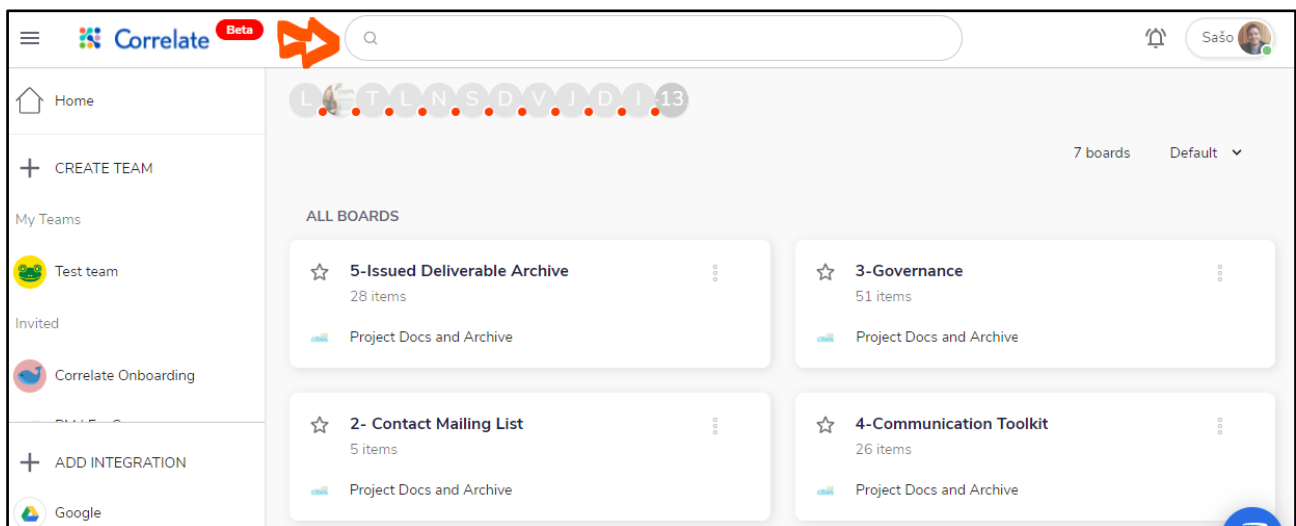 Correlate Beta
Sašo
Home
L T L N S D V J D I +13
7 boards Default
CREATE TEAM
My Teams
ALL BOARDS
Test team
5-Issued Deliverable Archive
28 items
Project Docs and Archive
3-Governance
51 items
Project Docs and Archive
Invited
Correlate Onboarding
2- Contact Mailing List
5 items
Project Docs and Archive
4-Communication Toolkit
26 items
Project Docs and Archive
ADD INTEGRATION
Google